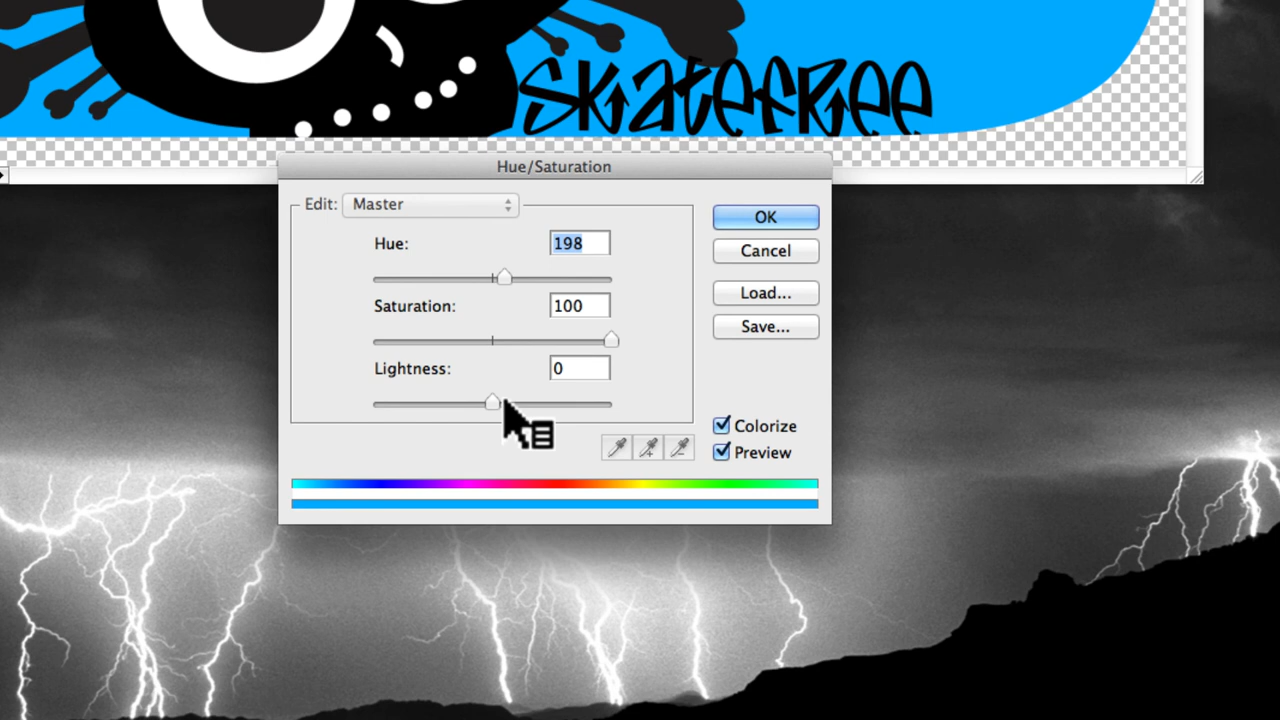 skatefree
Hue/Saturation
Edit: Master
Hue: 198
Saturation: 100
Lightness: 0
OK
Cancel
Load...
Save...
Colorize
Preview